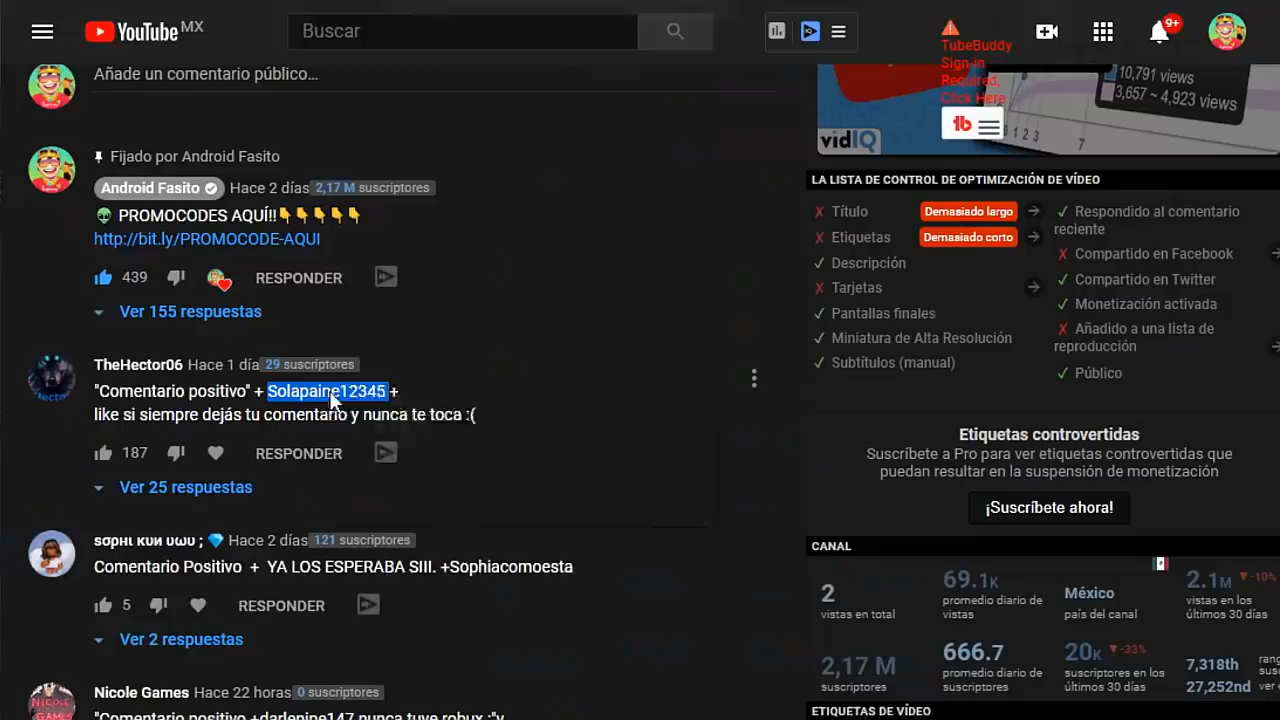 YouTube MX
Buscar
9+
TubeBuddy
Sign-in
Required,
Click Here
tb
Añade un comentario público...
Fijado por Android Fasito
Android Fasito Hace 2 días 2,17 M suscriptores
PROMOCODES AQUÍ!!
http://bit.ly/PROMOCODE-AQUI
439 RESPONDER
Ver 155 respuestas
TheHector06 Hace 1 día 29 suscriptores
"Comentario positivo" + Solapaine12345 +
like si siempre dejás tu comentario y nunca te toca :(
187 RESPONDER
Ver 25 respuestas
Hace 2 días 121 suscriptores
Comentario Positivo + YA LOS ESPERABA SIII. +Sophiacomoesta
5 RESPONDER
Ver 2 respuestas
Nicole Games Hace 22 horas 0 suscriptores
"Comentario positivo +darlenine147 nunca tuve robux :"v
10,791 views
3,657 ~ 4,923 views
0 1 2 3 7
vidIQ
LA LISTA DE CONTROL DE OPTIMIZACIÓN DE VÍDEO
Título Demasiado largo
Etiquetas Demasiado corto
Descripción
Tarjetas
Pantallas finales
Miniatura de Alta Resolución
Subtítulos (manual)
Respondido al comentario
reciente
Compartido en Facebook
Compartido en Twitter
Monetización activada
Añadido a una lista de
reproducción
Público
Etiquetas controvertidas
Suscríbete a Pro para ver etiquetas controvertidas que
puedan resultar en la suspensión de monetización
¡Suscríbete ahora!
CANAL
2
vistas en total
69.1K
promedio diario de
vistas
México
país del canal
2.1M -10%
vistas en los
últimos 30 días
2,17 M
suscriptores
666.7
promedio diario de
suscriptores
20K -33%
suscriptores en los
últimos 30 días
7,318th
27,252nd
ETIQUETAS DE VÍDEO